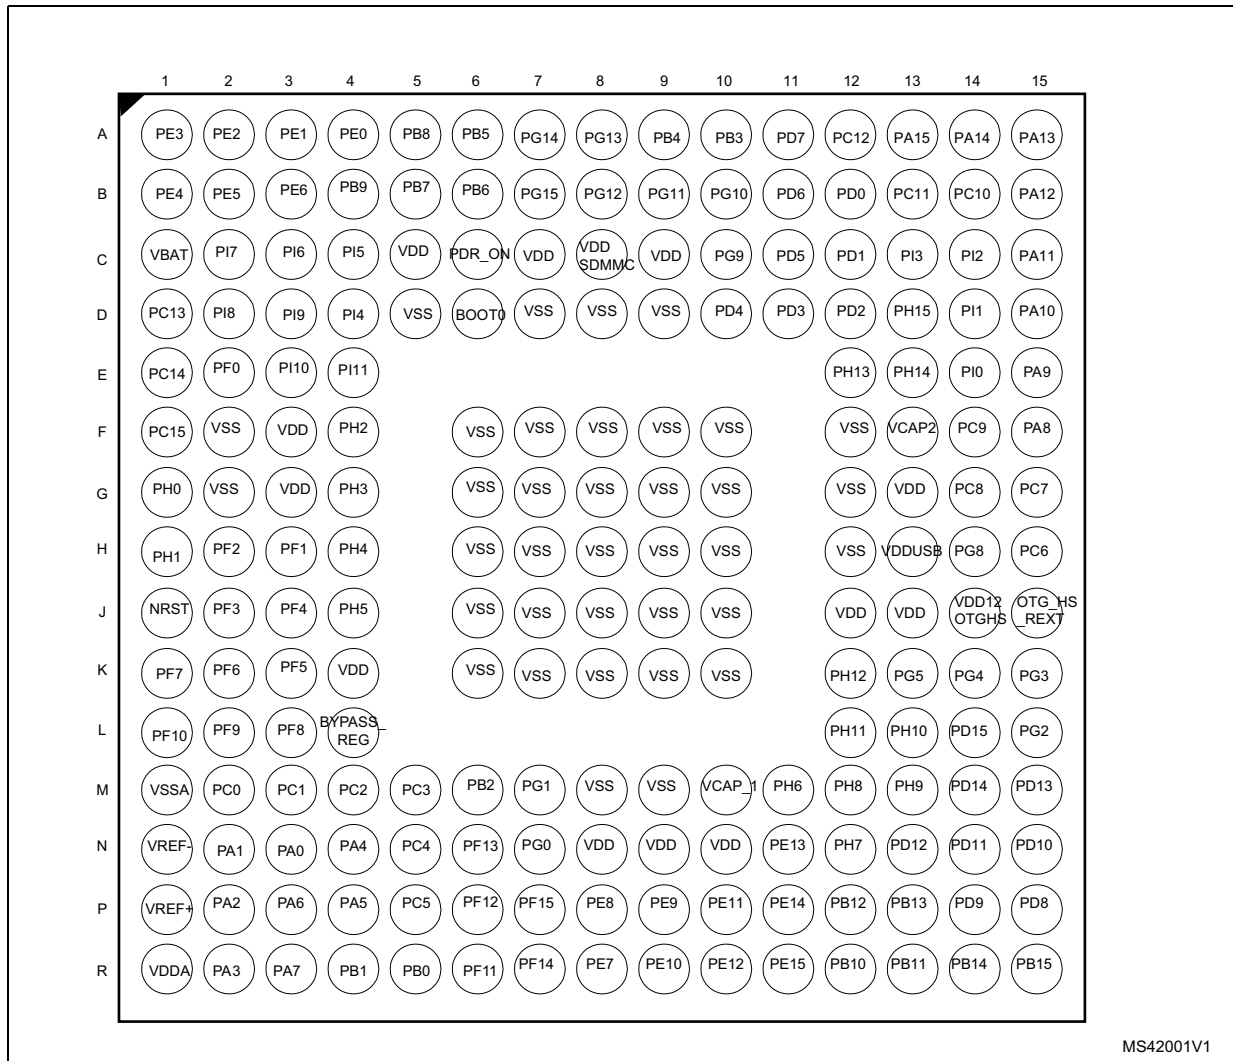 1 2 3 4 5 6 7 8 9 10 11 12 13 14 15
A PE3 PE2 PE1 PE0 PB8 PB5 PG14 PG13 PB4 PB3 PD7 PC12 PA15 PA14 PA13
B PE4 PE5 PE6 PB9 PB7 PB6 PG15 PG12 PG11 PG10 PD6 PD0 PC11 PC10 PA12
C VBAT PI7 PI6 PI5 VDD PDR_ON VDD VDD SDMMC VDD PG9 PD5 PD1 PI3 PI2 PA11
D PC13 PI8 PI9 PI4 VSS BOOT0 VSS VSS VSS PD4 PD3 PD2 PH15 PI1 PA10
E PC14 PF0 PI10 PI11 PH13 PH14 PI0 PA9
F PC15 VSS VDD PH2 VSS VSS VSS VSS VSS VSS VCAP2 PC9 PA8
G PH0 VSS VDD PH3 VSS VSS VSS VSS VSS VSS VDD PC8 PC7
H PH1 PF2 PF1 PH4 VSS VSS VSS VSS VSS VSS VDDUSB PG8 PC6
J NRST PF3 PF4 PH5 VSS VSS VSS VSS VSS VDD VDD VDD12 OTGHS OTG_HS _REXT
K PF7 PF6 PF5 VDD VSS VSS VSS VSS VSS PH12 PG5 PG4 PG3
L PF10 PF9 PF8 BYPASS_ REG PH11 PH10 PD15 PG2
M VSSA PC0 PC1 PC2 PC3 PB2 PG1 VSS VSS VCAP_1 PH6 PH8 PH9 PD14 PD13
N VREF- PA1 PA0 PA4 PC4 PF13 PG0 VDD VDD VDD PE13 PH7 PD12 PD11 PD10
P VREF+ PA2 PA6 PA5 PC5 PF12 PF15 PE8 PE9 PE11 PE14 PB12 PB13 PD9 PD8
R VDDA PA3 PA7 PB1 PB0 PF11 PF14 PE7 PE10 PE12 PE15 PB10 PB11 PB14 PB15
MS42001V1